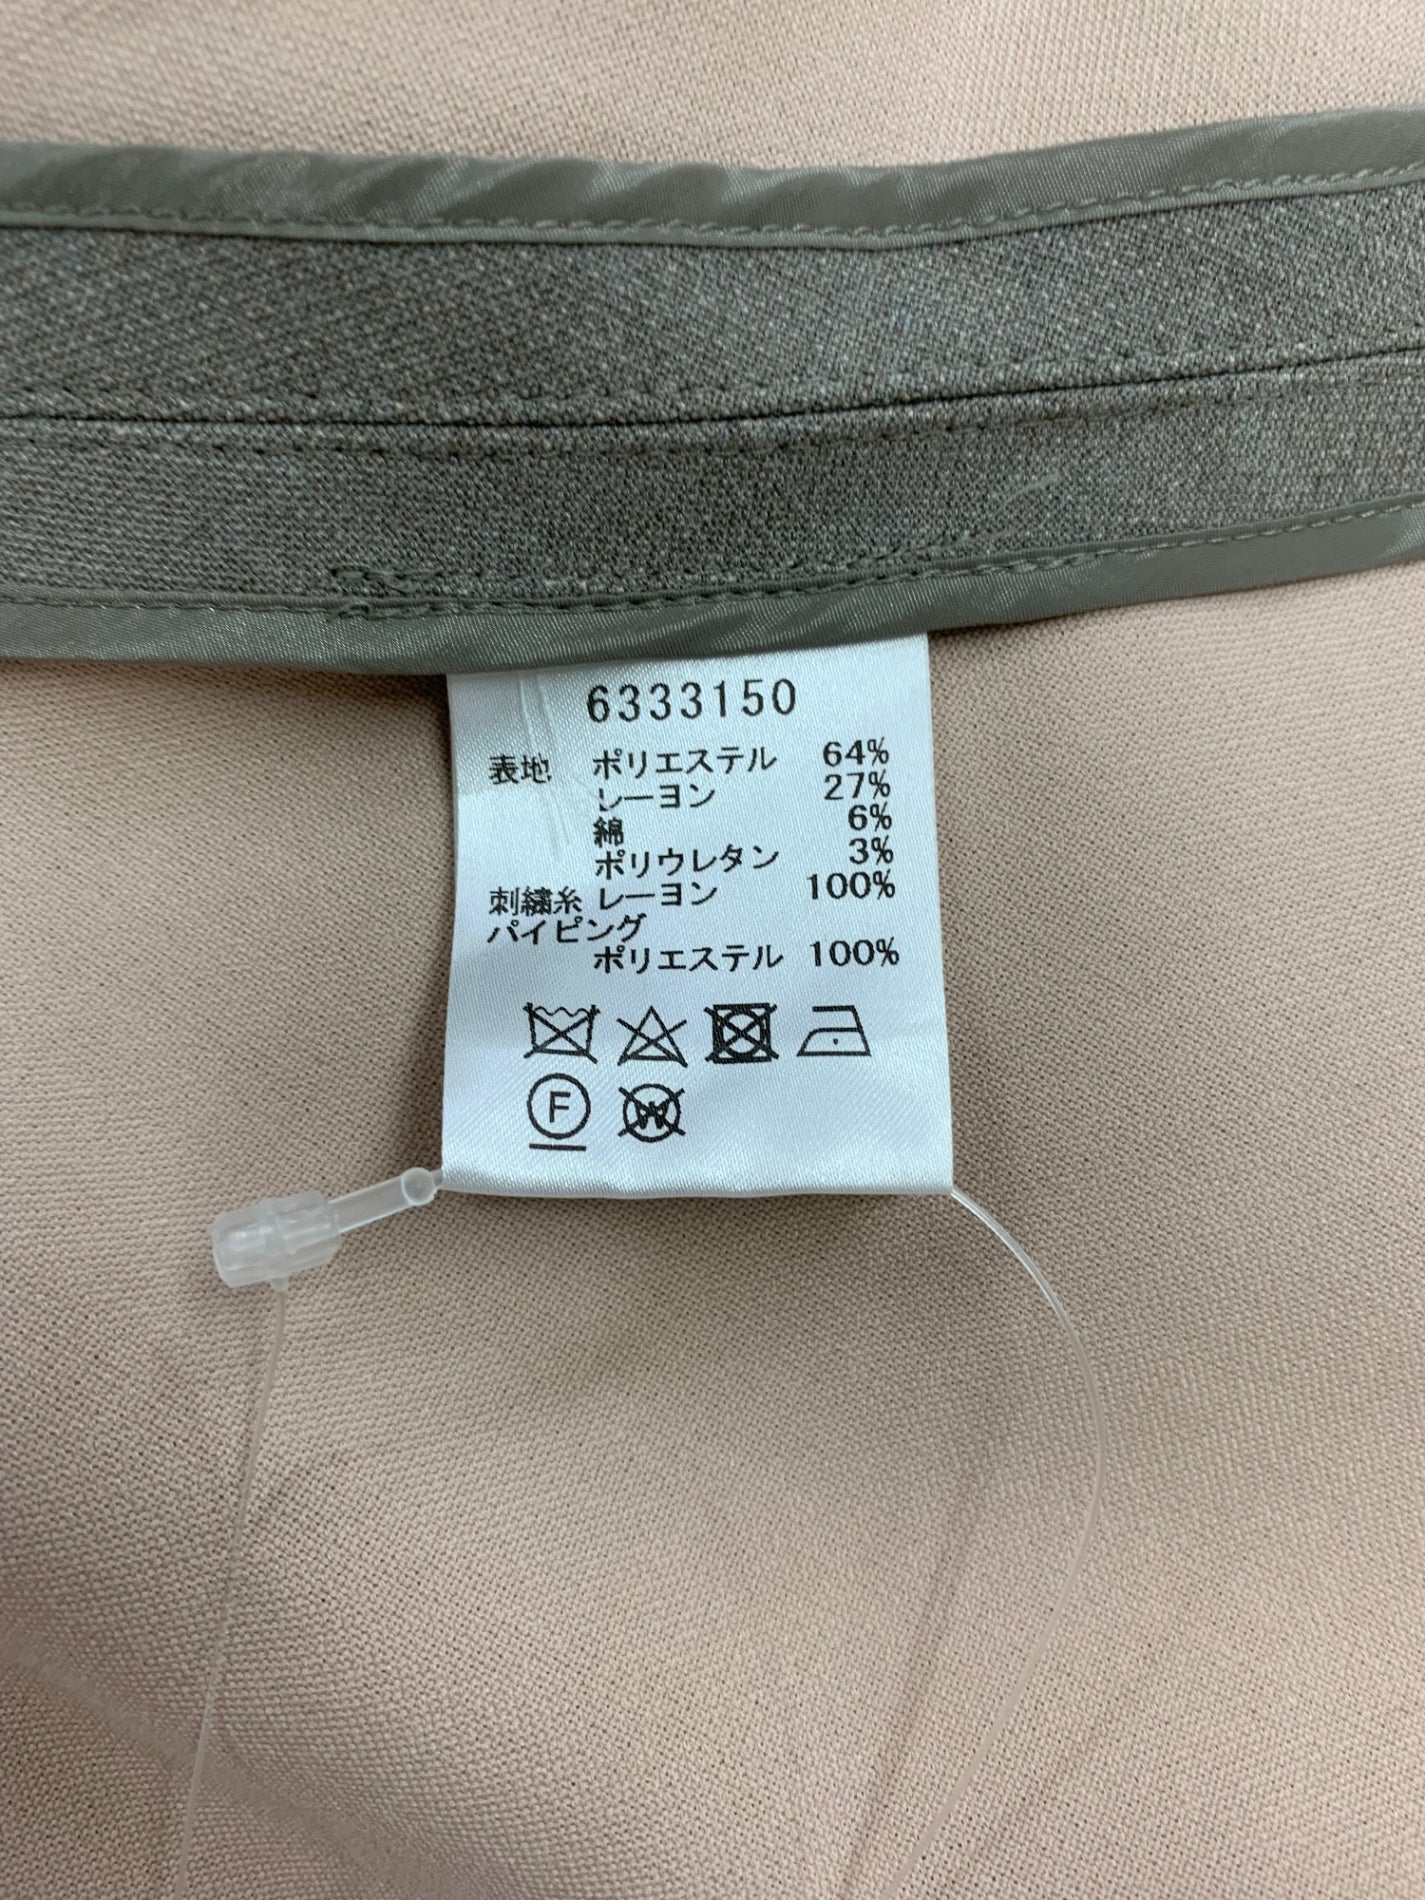 6333150
表地 ポリエステル 64%
レーヨン 27%
綿 6%
ポリウレタン 3%
刺繍糸 レーヨン 100%
パイピング
ポリエステル 100%
F W